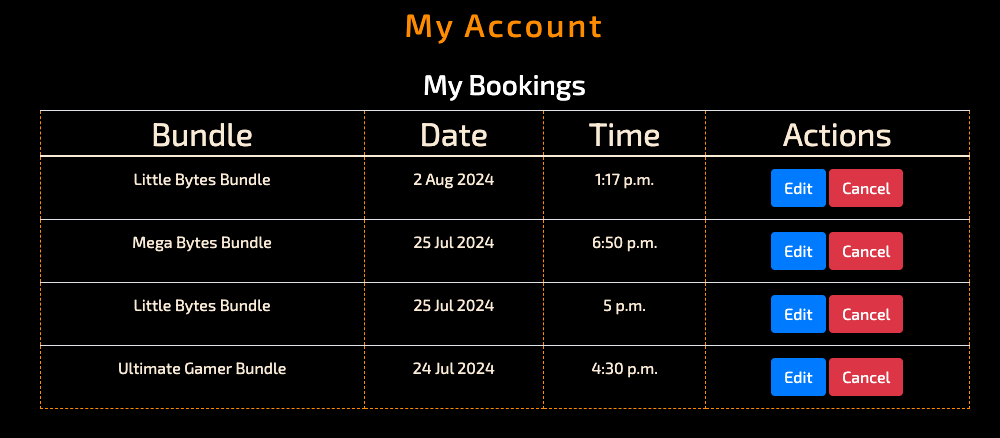 My Account
My Bookings
Bundle Date Time Actions
Little Bytes Bundle 2 Aug 2024 1:17 p.m. Edit Cancel
Mega Bytes Bundle 25 Jul 2024 6:50 p.m. Edit Cancel
Little Bytes Bundle 25 Jul 2024 5 p.m. Edit Cancel
Ultimate Gamer Bundle 24 Jul 2024 4:30 p.m. Edit Cancel